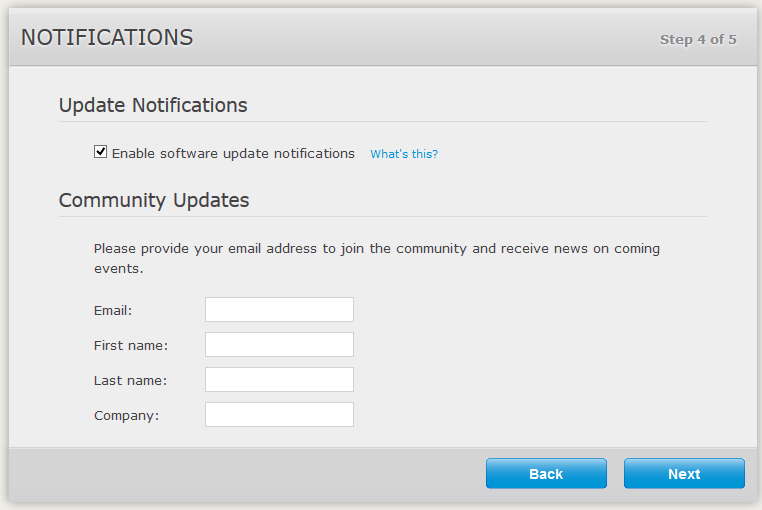 NOTIFICATIONS
Step 4 of 5
Update Notifications
Enable software update notifications What's this?
Community Updates
Please provide your email address to join the community and receive news on coming
events.
Email:
First name:
Last name:
Company:
Back Next